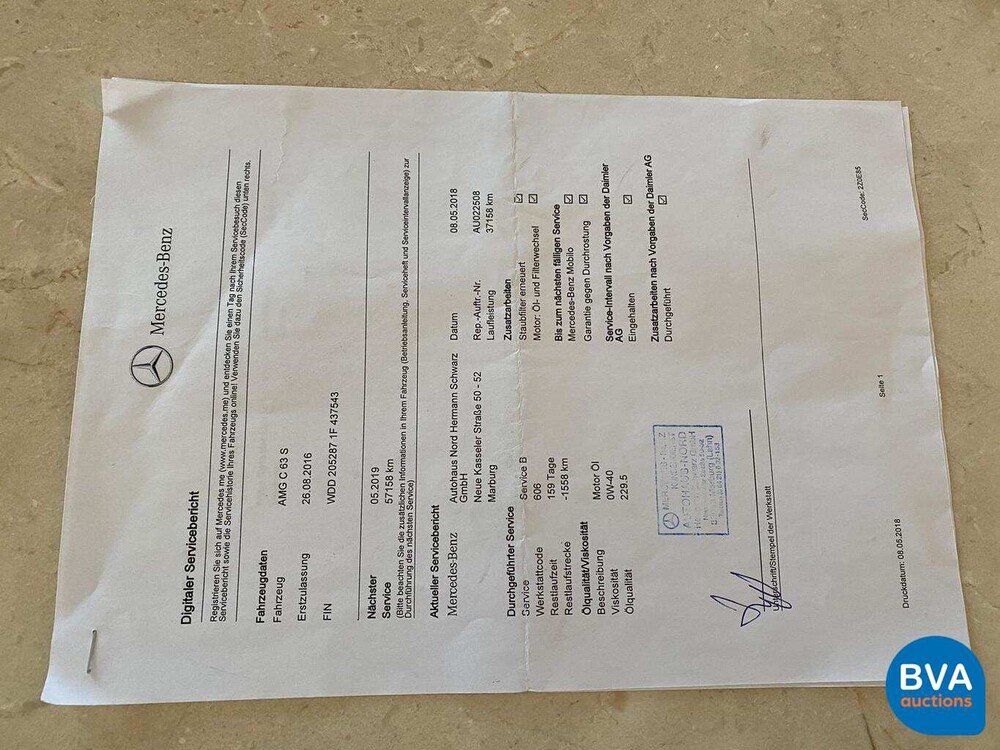 Mercedes-Benz
Digitaler Servicebericht
Registrieren Sie sich auf Mercedes me (www.mercedes.me) und entdecken Sie einen Tag nach Ihrem Servicebesuch diesen
Servicebericht sowie die Servicehistorie Ihres Fahrzeugs online! Verwenden Sie dazu den Sicherheitscode (SecCode) unten rechts.
Fahrzeugdaten
Fahrzeug AMG C 63 S
Erstzulassung 26.08.2016
FIN WDD 205287 1F 437543
Nächster 05.2019
Service 57158 km
(Bitte beachten Sie die zusätzlichen Informationen in Ihrem Fahrzeug (Betriebsanleitung, Serviceheft und Serviceintervallanzeige) zur
Durchführung des nächsten Service)
Aktueller Servicebericht
Mercedes-Benz Autohaus Nord Hermann Schwarz Datum 08.05.2018
GmbH
Neue Kasseler Straße 50 - 52 Rep.-Auftr.-Nr. AU022508
Marburg Laufleistung 37158 km
Durchgeführter Service
Service Service B
Werkstattcode 606
Restlaufzeit 159 Tage
Restlaufstrecke -1558 km
Ölqualität/Viskosität
Beschreibung Motor Öl
Viskosität 0W-40
Ölqualität 229.5
Zusatzarbeiten
Staubfilter erneuert ☑
Motor: Öl- und Filterwechsel ☑
Bis zum nächsten fälligen Service
Mercedes-Benz Mobilo ☑
Garantie gegen Durchrostung ☑
Service-Intervall nach Vorgaben der Daimler
AG
Eingehalten ☑
Zusatzarbeiten nach Vorgaben der Daimler AG
Durchgeführt ☑
MERCEDES-BENZ
AUTOHAUS-NORD
Marburg (Lahn)
Unterschrift/Stempel der Werkstatt
Druckdatum: 08.05.2018
Seite 1
SecCode: 2Z0E85
BVA
auctions